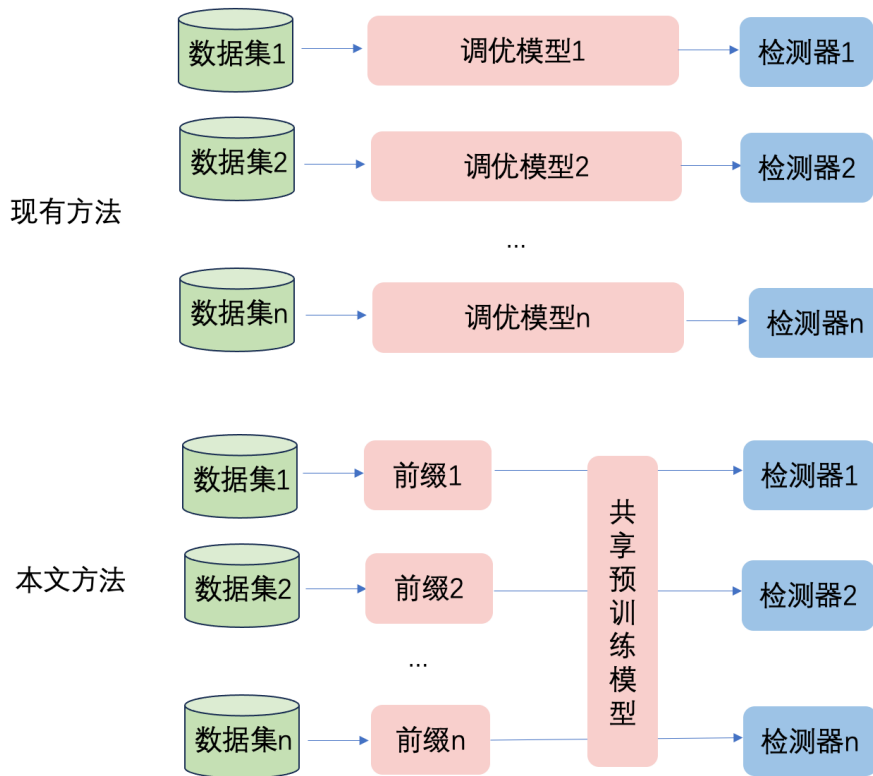 数据集1 调优模型1 检测器1
数据集2 调优模型2 检测器2
现有方法
...
数据集n 调优模型n 检测器n
数据集1 前缀1 检测器1
共享预训练模型
本文方法
数据集2 前缀2 检测器2
...
数据集n 前缀n 检测器n